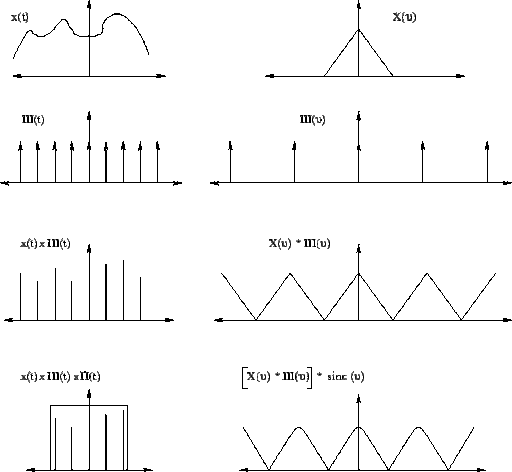 x(t) X(υ)
III(t) III(υ)
x(t) x III(t) X(υ) * III(υ)
x(t) x III(t) x Π(t) [X(υ) * III(υ)] * sinc (υ)